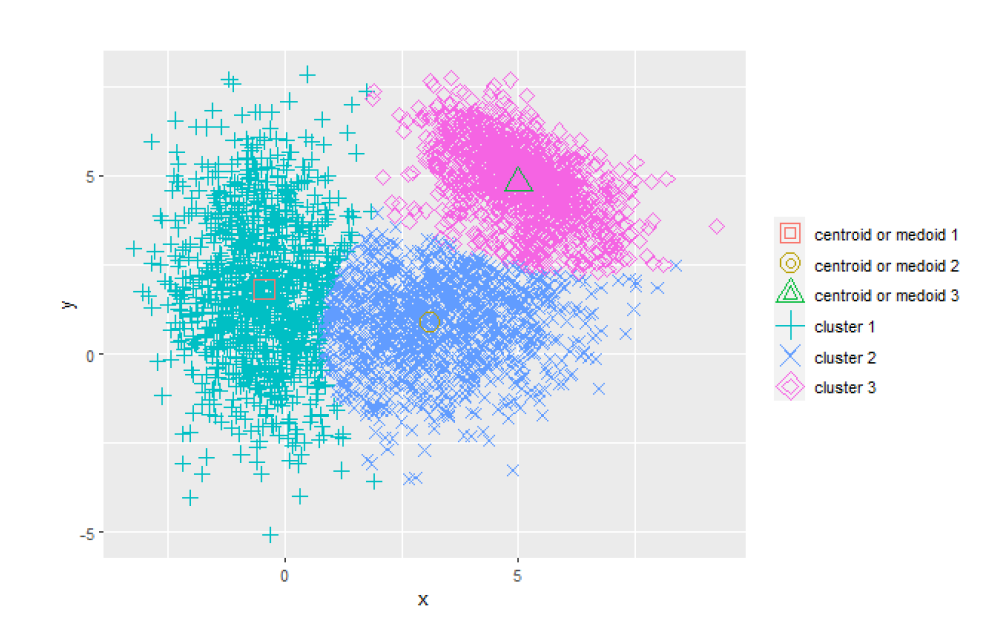 5
0
-5
y
0
5
x
centroid or medoid 1
centroid or medoid 2
centroid or medoid 3
cluster 1
cluster 2
cluster 3